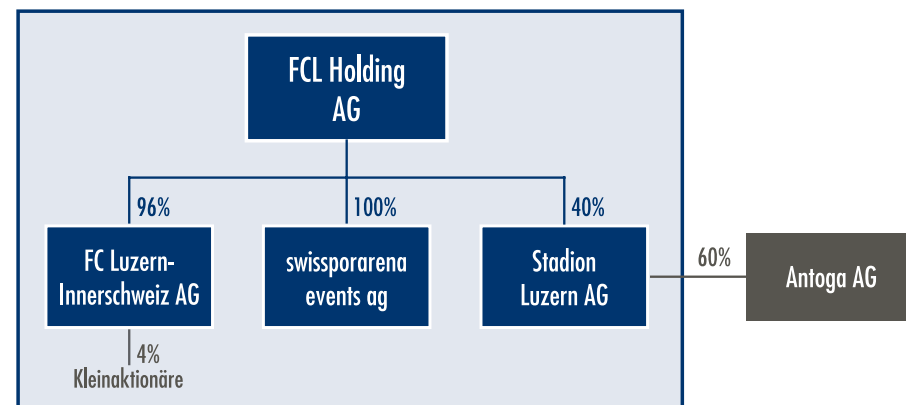 FCL Holding
AG
96%
100%
40%
FC Luzern-
Innerschweiz AG
swissporarena
events ag
Stadion
Luzern AG
60%
Antoga AG
4%
Kleinaktionäre